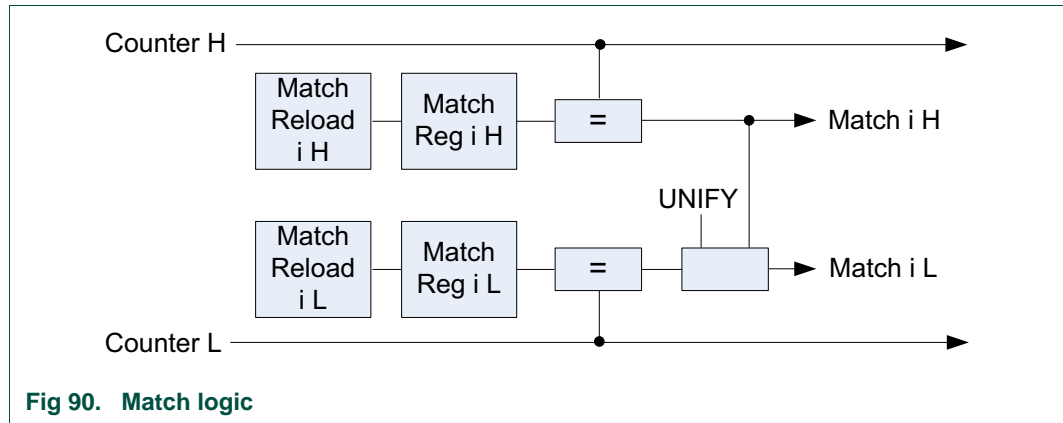 Counter H
Match
Reload
i H
Match
Reg i H
=
Match i H
UNIFY
Match
Reload
i L
Match
Reg i L
=
Match i L
Counter L
Fig 90. Match logic